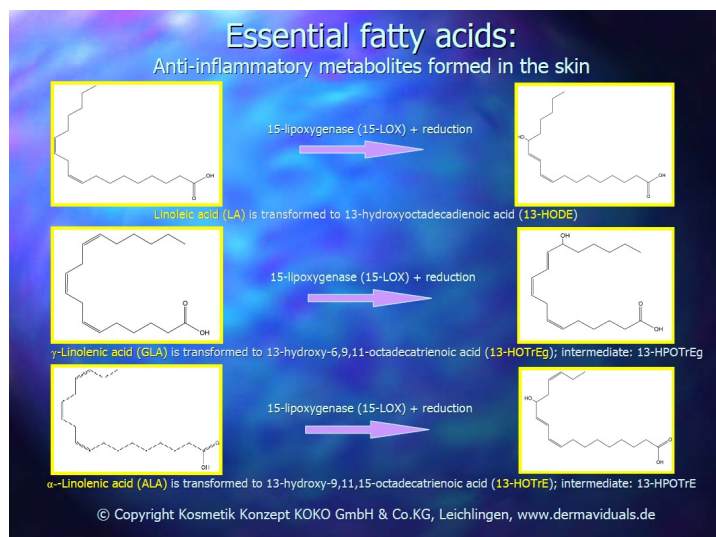 Essential fatty acids:
Anti-inflammatory metabolites formed in the skin
15-lipoxygenase (15-LOX) + reduction
OH
O
HO
OH
O
Linoleic acid (LA) is transformed to 13-hydroxyoctadecadienoic acid (13-HODE)
15-lipoxygenase (15-LOX) + reduction
O
OH
OH
O
OH
γ-Linolenic acid (GLA) is transformed to 13-hydroxy-6,9,11-octadecatrienoic acid (13-HOTrEg); intermediate: 13-HPOTrEg
15-lipoxygenase (15-LOX) + reduction
O
OH
HO
O
OH
α--Linolenic acid (ALA) is transformed to 13-hydroxy-9,11,15-octadecatrienoic acid (13-HOTrE); intermediate: 13-HPOTrE
© Copyright Kosmetik Konzept KOKO GmbH & Co.KG, Leichlingen, www.dermaviduals.de